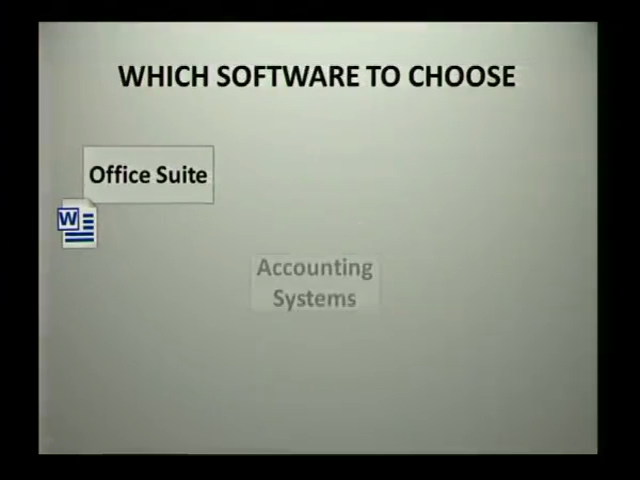 WHICH SOFTWARE TO CHOOSE
Office Suite
W
Accounting
Systems